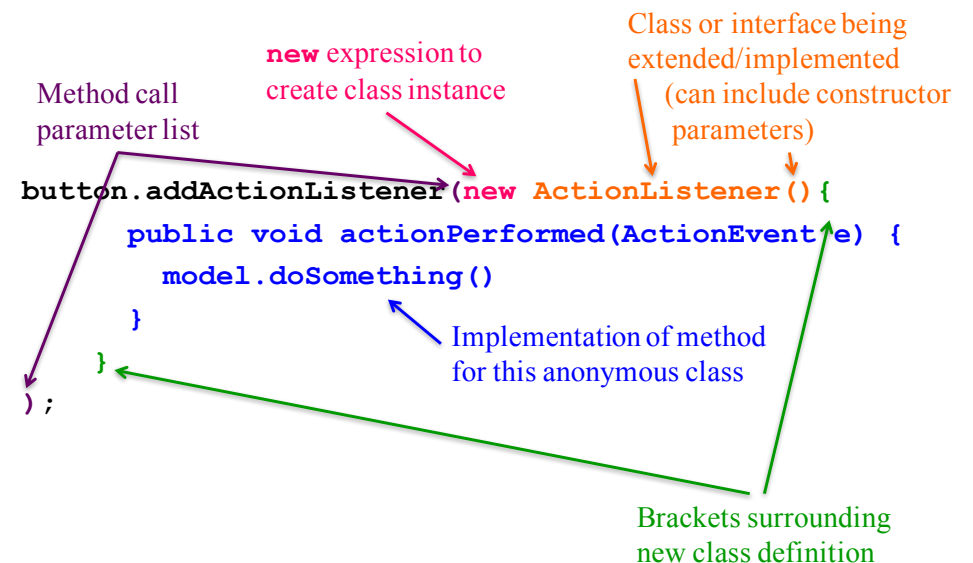 Class or interface being
extended/implemented
(can include constructor
parameters)
new expression to
create class instance
Method call
parameter list
button.addActionListener(new ActionListener(){
public void actionPerformed(ActionEvent e) {
model.doSomething()
}
}
);
Implementation of method
for this anonymous class
Brackets surrounding
new class definition